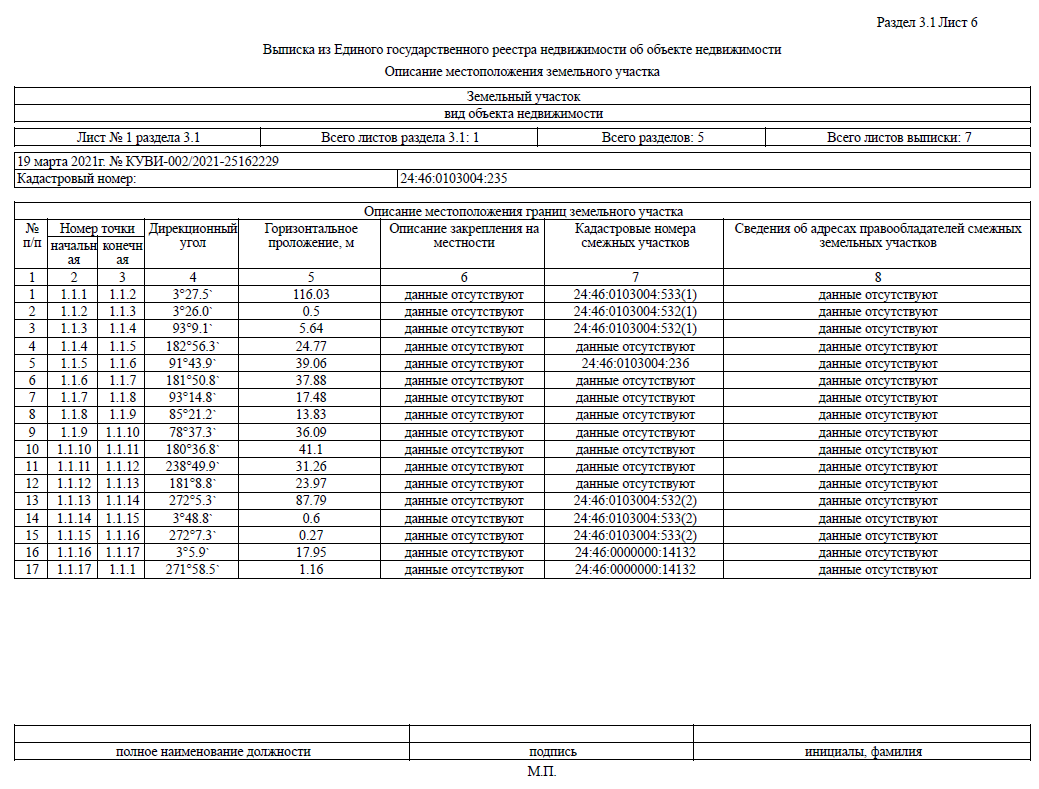 Раздел 3.1 Лист 6
Выписка из Единого государственного реестра недвижимости об объекте недвижимости
Описание местоположения земельного участка
Земельный участок
вид объекта недвижимости
Лист № 1 раздела 3.1 Всего листов раздела 3.1: 1 Всего разделов: 5 Всего листов выписки: 7
19 марта 2021г. № КУВИ-002/2021-25162229
Кадастровый номер: 24:46:0103004:235
Описание местоположения границ земельного участка
№ Номер точки Дирекционный Горизонтальное Описание закрепления на Кадастровые номера Сведения об адресах правообладателей смежных
п/п начальн конечн угол проложение, м местности смежных участков земельных участков
ая ая
1 2 3 4 5 6 7 8
1 1.1.1 1.1.2 3°27.5` 116.03 данные отсутствуют 24:46:0103004:533(1) данные отсутствуют
2 1.1.2 1.1.3 3°26.0` 0.5 данные отсутствуют 24:46:0103004:532(1) данные отсутствуют
3 1.1.3 1.1.4 93°9.1` 5.64 данные отсутствуют 24:46:0103004:532(1) данные отсутствуют
4 1.1.4 1.1.5 182°56.3` 24.77 данные отсутствуют данные отсутствуют данные отсутствуют
5 1.1.5 1.1.6 91°43.9` 39.06 данные отсутствуют 24:46:0103004:236 данные отсутствуют
6 1.1.6 1.1.7 181°50.8` 37.88 данные отсутствуют данные отсутствуют данные отсутствуют
7 1.1.7 1.1.8 93°14.8` 17.48 данные отсутствуют данные отсутствуют данные отсутствуют
8 1.1.8 1.1.9 85°21.2` 13.83 данные отсутствуют данные отсутствуют данные отсутствуют
9 1.1.9 1.1.10 78°37.3` 36.09 данные отсутствуют данные отсутствуют данные отсутствуют
10 1.1.10 1.1.11 180°36.8` 41.1 данные отсутствуют данные отсутствуют данные отсутствуют
11 1.1.11 1.1.12 238°49.9` 31.26 данные отсутствуют данные отсутствуют данные отсутствуют
12 1.1.12 1.1.13 181°8.8` 23.97 данные отсутствуют данные отсутствуют данные отсутствуют
13 1.1.13 1.1.14 272°5.3` 87.79 данные отсутствуют 24:46:0103004:532(2) данные отсутствуют
14 1.1.14 1.1.15 3°48.8` 0.6 данные отсутствуют 24:46:0103004:533(2) данные отсутствуют
15 1.1.15 1.1.16 272°7.3` 0.27 данные отсутствуют 24:46:0103004:533(2) данные отсутствуют
16 1.1.16 1.1.17 3°5.9` 17.95 данные отсутствуют 24:46:0000000:14132 данные отсутствуют
17 1.1.17 1.1.1 271°58.5` 1.16 данные отсутствуют 24:46:0000000:14132 данные отсутствуют
полное наименование должности подпись инициалы, фамилия
М.П.